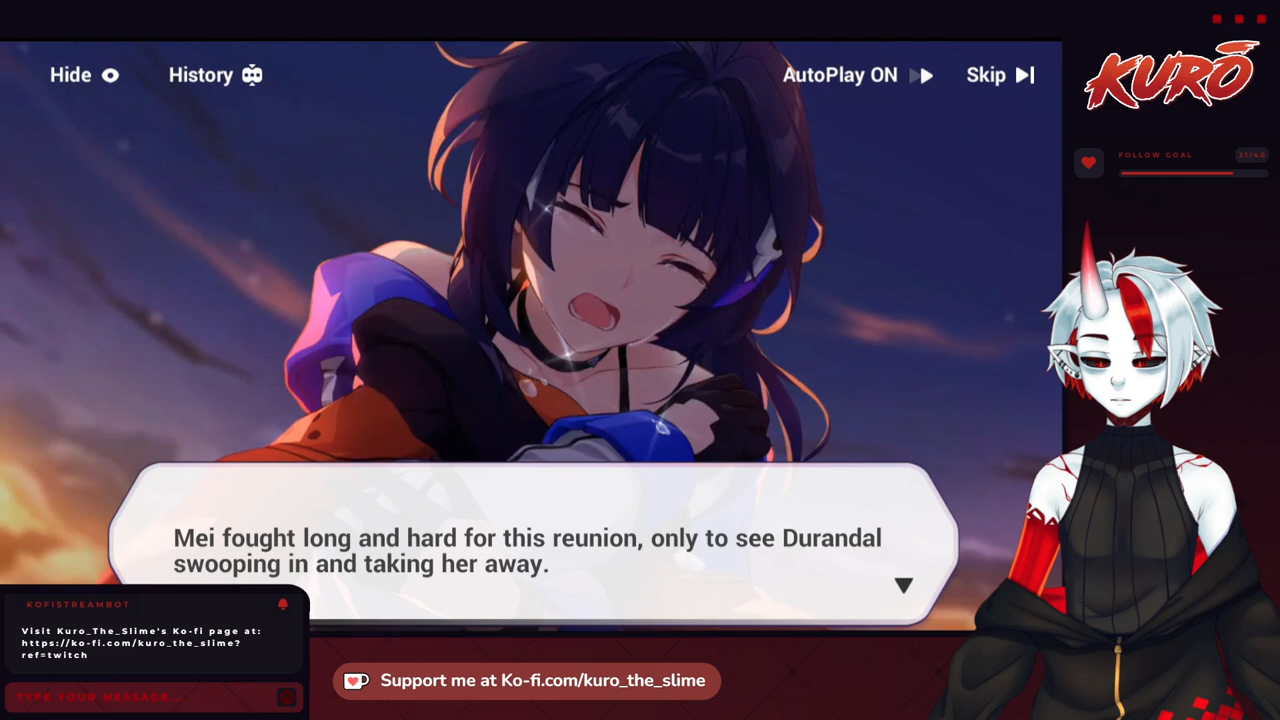 Hide
History
AutoPlay ON
Skip
KURO
FOLLOW GOAL
31/40
Mei fought long and hard for this reunion, only to see Durandal
swooping in and taking her away.
KOFISTREAMBOT
Visit Kuro_The_Slime's Ko-fi page at:
https://ko-fi.com/kuro_the_slime?
ref=twitch
TYPE YOUR MESSAGE...
Support me at Ko-fi.com/kuro_the_slime